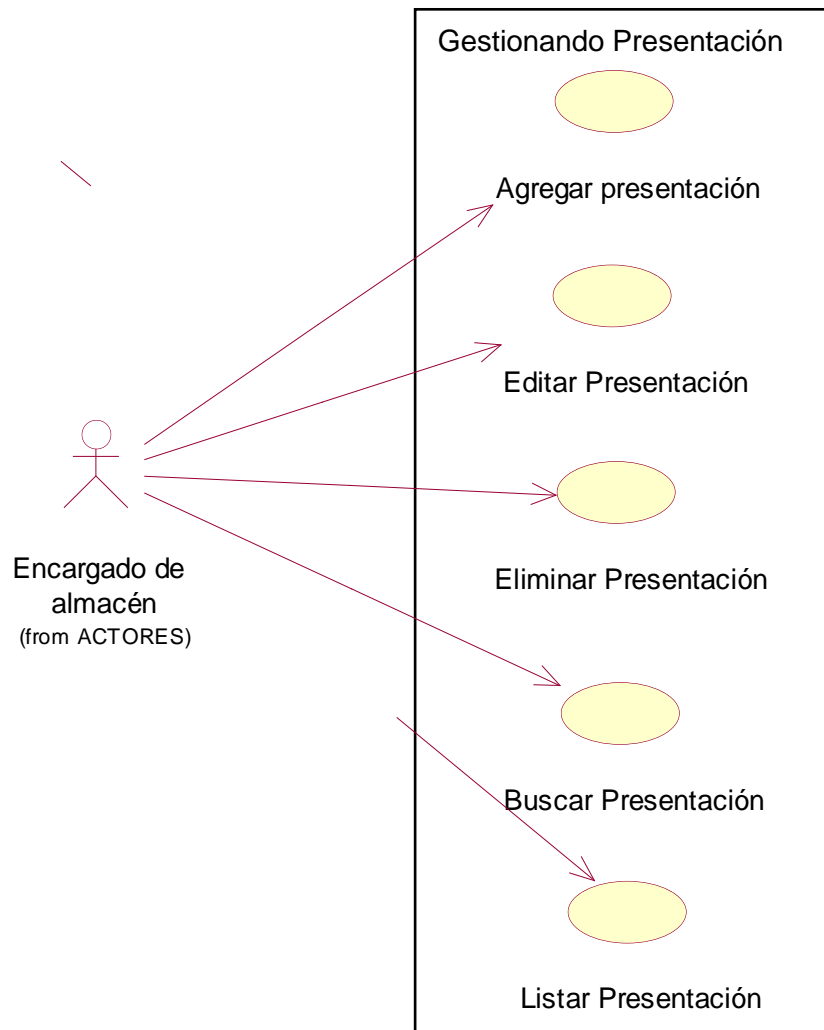 Gestionando Presentación
Agregar presentación
Editar Presentación
Encargado de
almacén
(from ACTORES)
Eliminar Presentación
Buscar Presentación
Listar Presentación